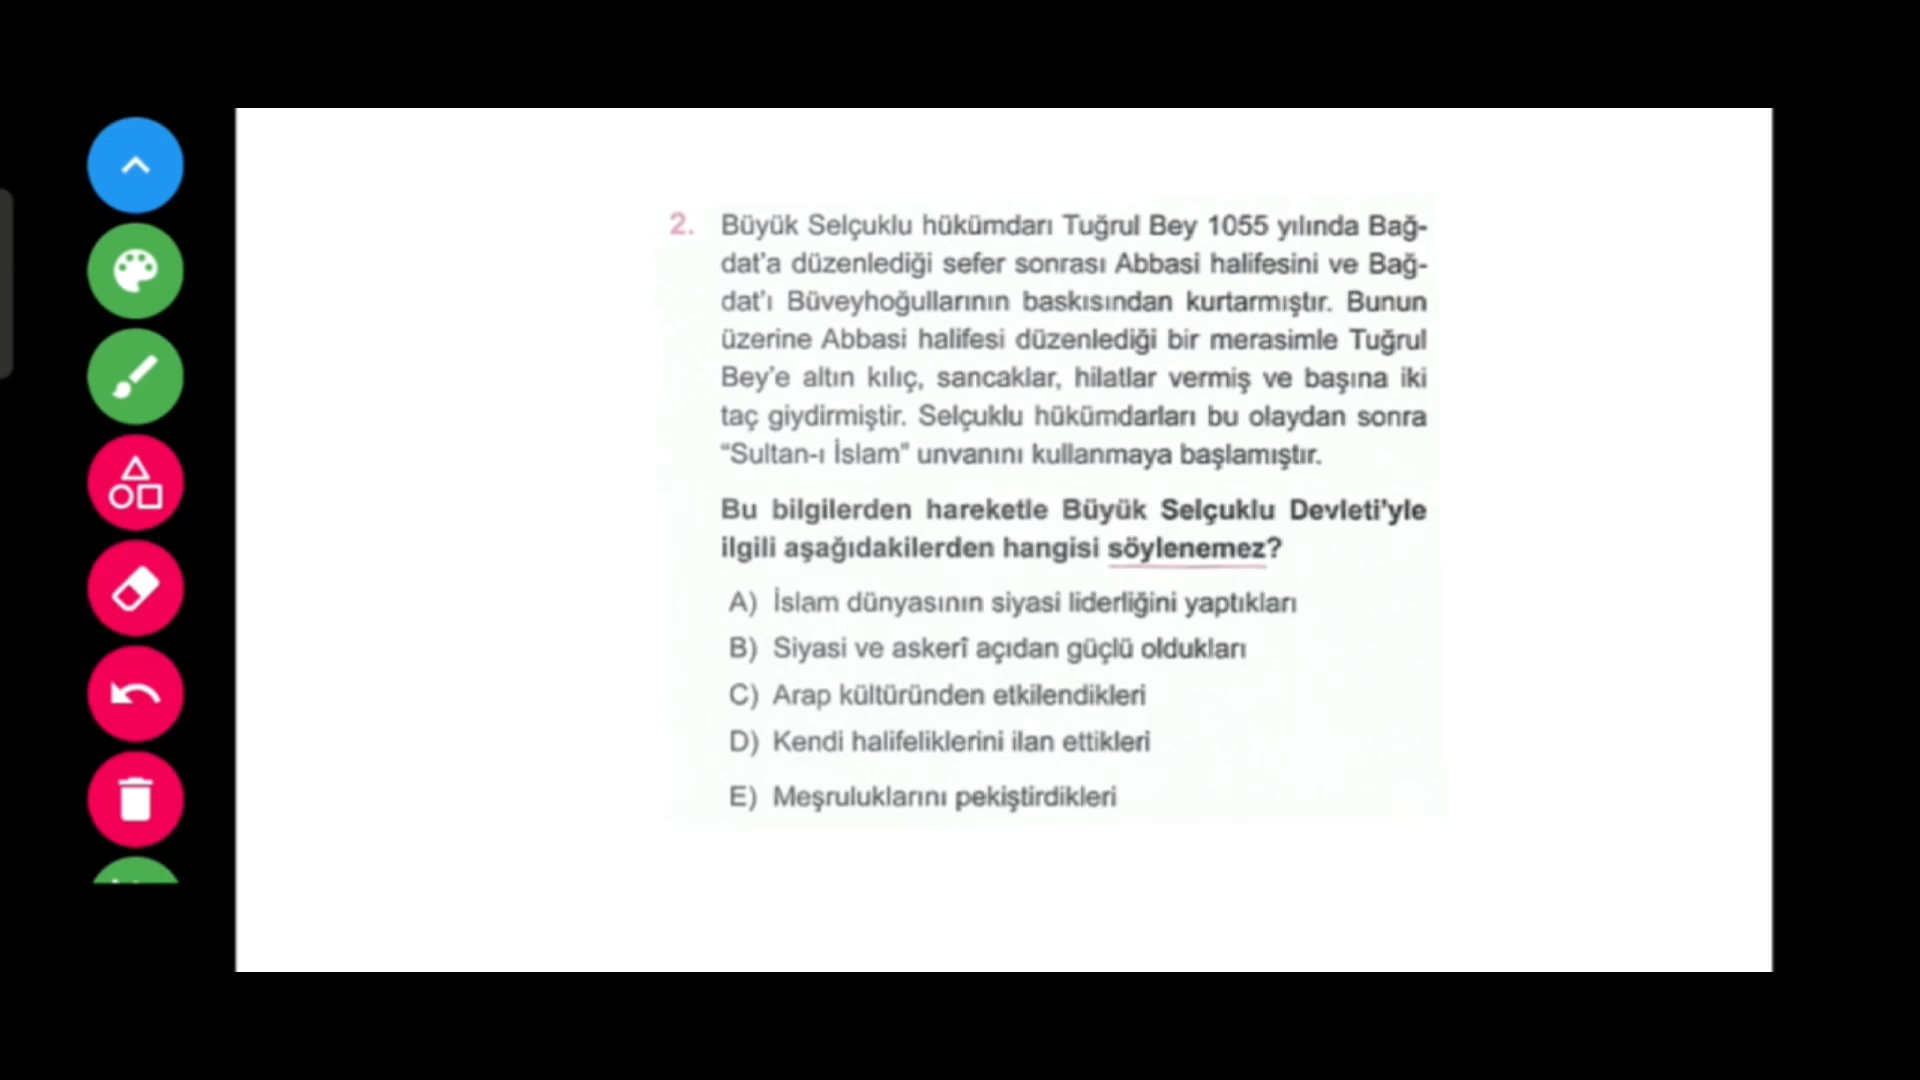 2. Büyük Selçuklu hükümdarı Tuğrul Bey 1055 yılında Bağ-
dat'a düzenlediği sefer sonrası Abbasi halifesini ve Bağ-
dat'ı Büveyhoğullarının baskısından kurtarmıştır. Bunun
üzerine Abbasi halifesi düzenlediği bir merasimle Tuğrul
Bey'e altın kılıç, sancaklar, hilatlar vermiş ve başına iki
taç giydirmiştir. Selçuklu hükümdarları bu olaydan sonra
“Sultan-ı İslam” unvanını kullanmaya başlamıştır.
Bu bilgilerden hareketle Büyük Selçuklu Devleti'yle
ilgili aşağıdakilerden hangisi söylenemez?
A) İslam dünyasının siyasi liderliğini yaptıkları
B) Siyasi ve askerî açıdan güçlü oldukları
C) Arap kültüründen etkilendikleri
D) Kendi halifeliklerini ilan ettikleri
E) Meşruluklarını pekiştirdikleri